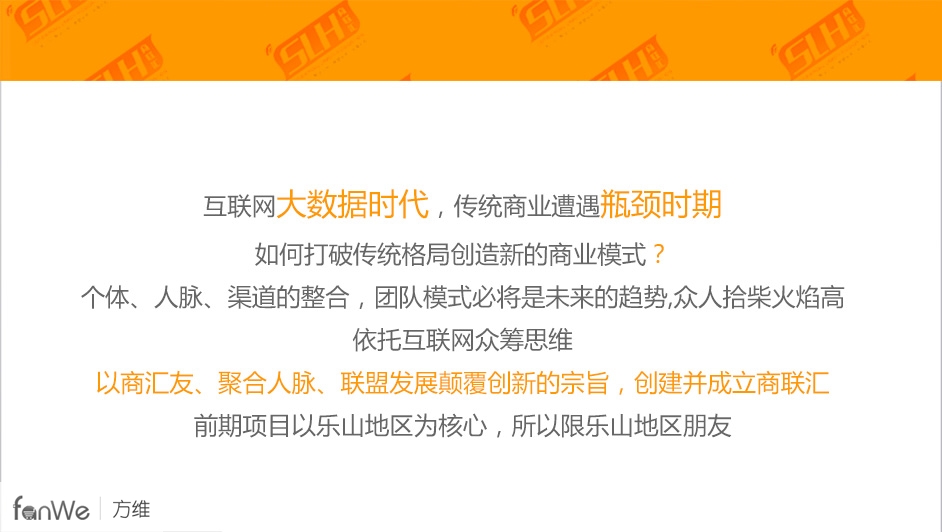 SLH
SLH
SLH
SLH
互联网大数据时代，传统商业遭遇瓶颈时期
如何打破传统格局创造新的商业模式？
个体、人脉、渠道的整合，团队模式必将是未来的趋势,众人拾柴火焰高
依托互联网众筹思维
以商汇友、聚合人脉、联盟发展颠覆创新的宗旨，创建并成立商联汇
前期项目以乐山地区为核心，所以限乐山地区朋友
fanWe 方维